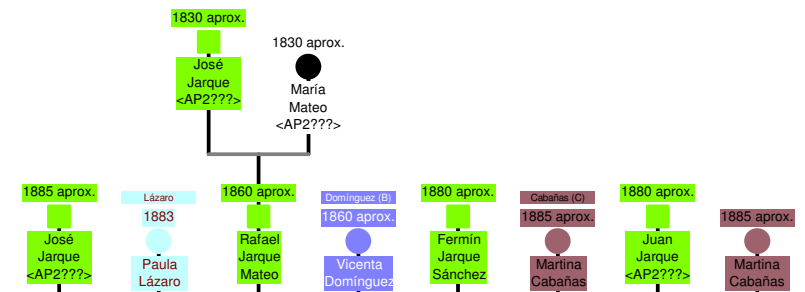 1830 aprox.
José
Jarque
<AP2???>
1830 aprox.
María
Mateo
<AP2???>
1885 aprox.
José
Jarque
<AP2???>
Lázaro
1883
Paula
Lázaro
1860 aprox.
Rafael
Jarque
Mateo
Domínguez (B)
1860 aprox.
Vicenta
Domínguez
1880 aprox.
Fermín
Jarque
Sánchez
Cabañas (C)
1885 aprox.
Martina
Cabañas
1880 aprox.
Juan
Jarque
<AP2???>
1885 aprox.
Martina
Cabañas